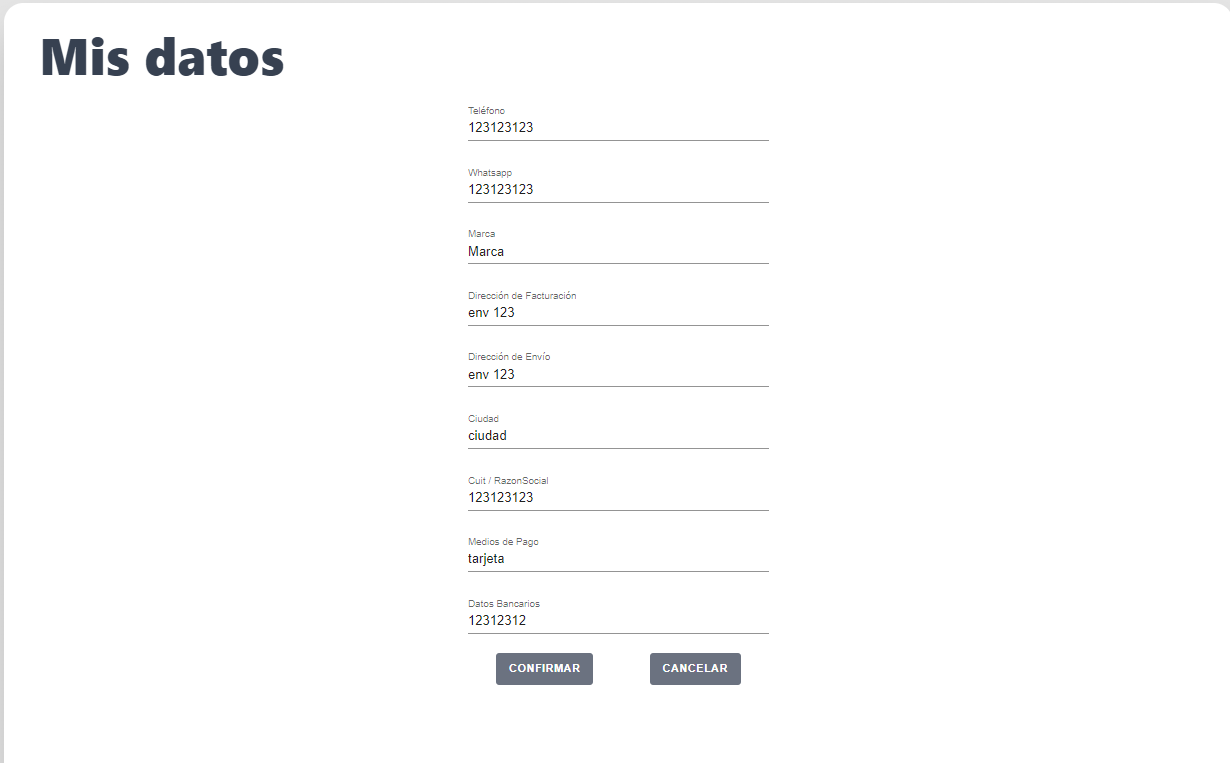 Mis datos
Teléfono
123123123
Whatsapp
123123123
Marca
Marca
Dirección de Facturación
env 123
Dirección de Envío
env 123
Ciudad
ciudad
Cuit / RazonSocial
123123123
Medios de Pago
tarjeta
Datos Bancarios
12312312
CONFIRMAR CANCELAR